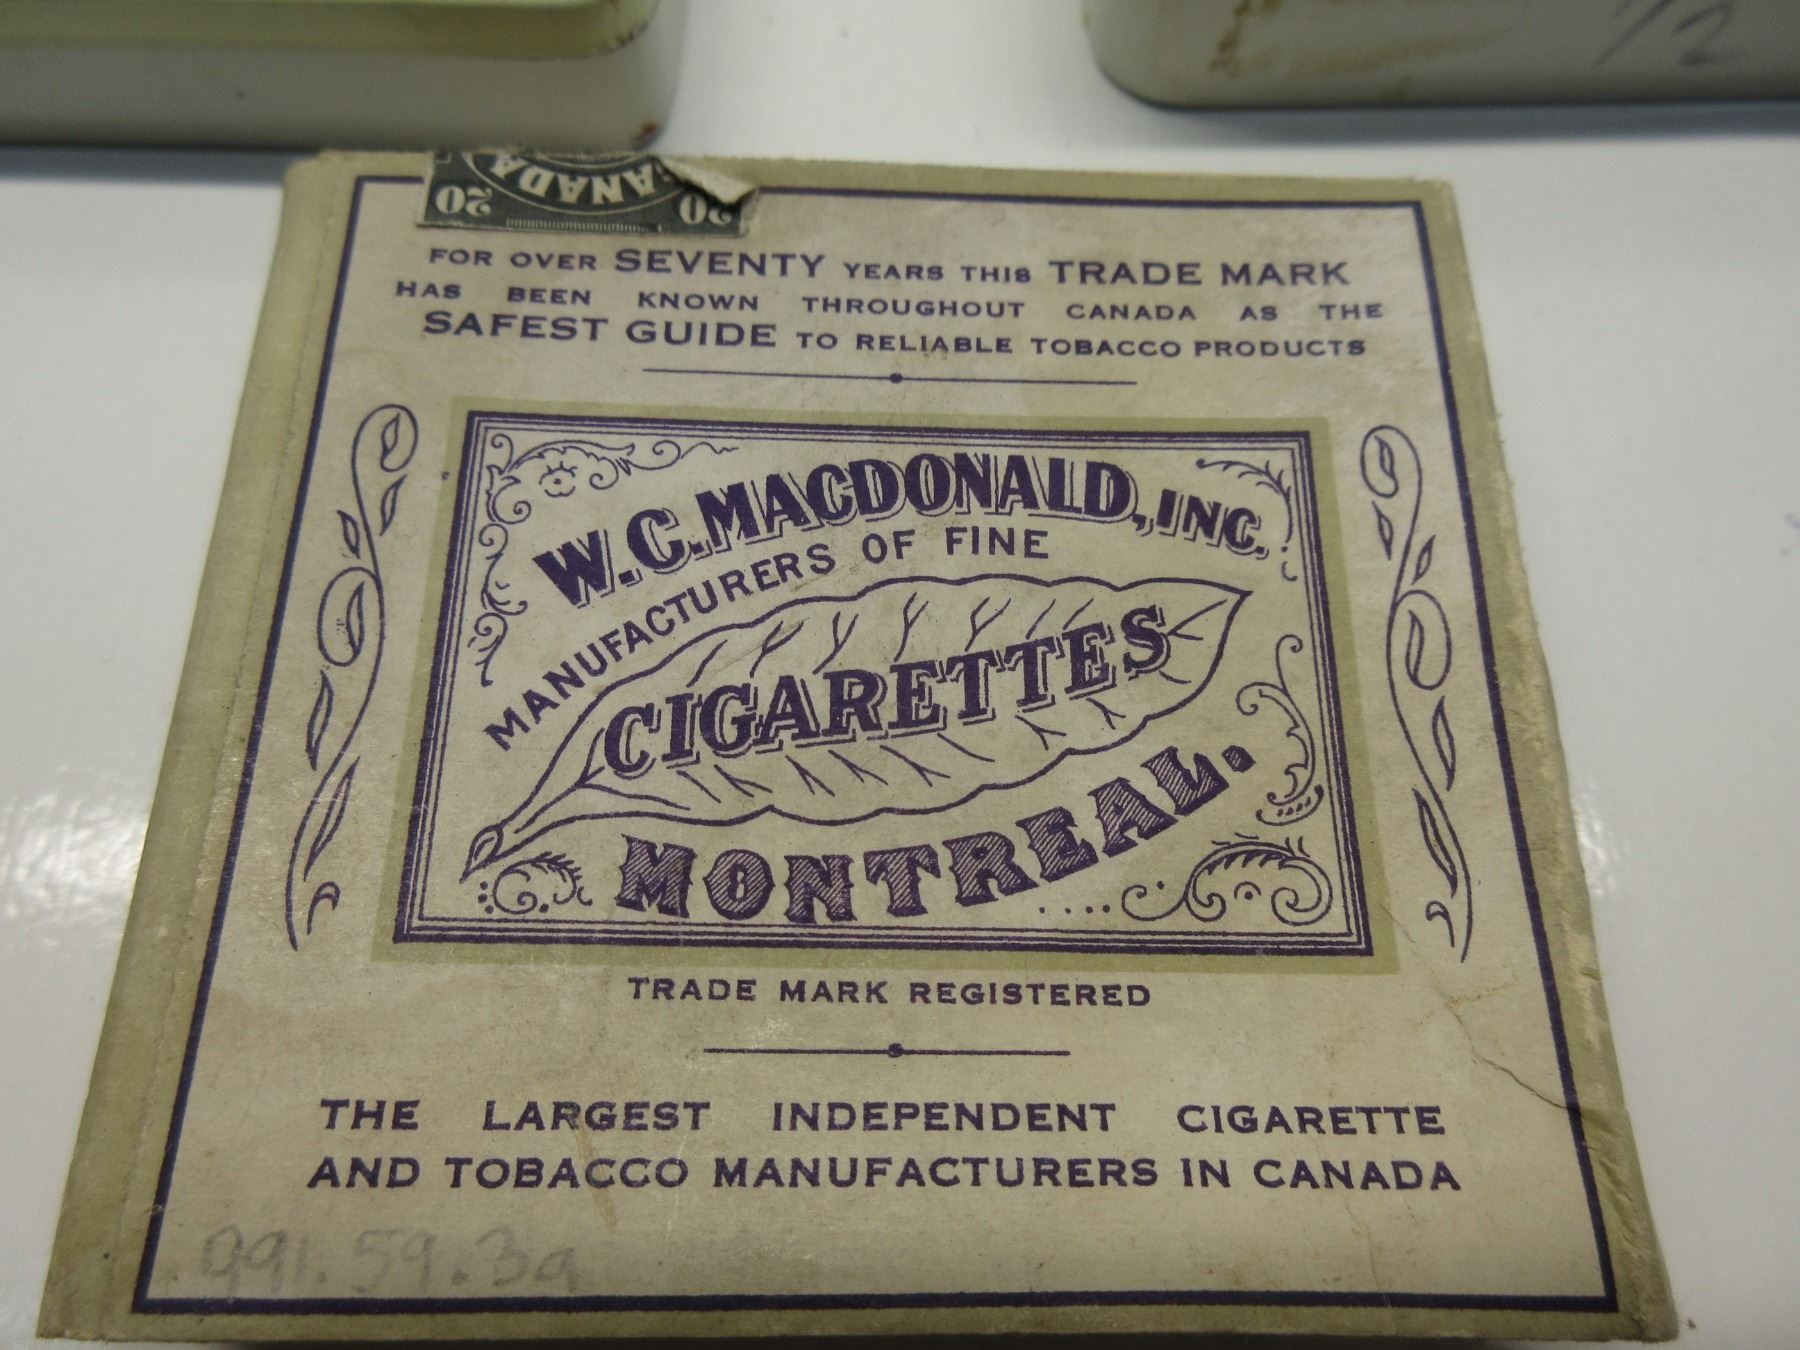 1/2
CANADA
20 20
FOR OVER SEVENTY YEARS THIS TRADE MARK
HAS BEEN KNOWN THROUGHOUT CANADA AS THE
SAFEST GUIDE TO RELIABLE TOBACCO PRODUCTS
W.C. MACDONALD, INC.
MANUFACTURERS OF FINE
CIGARETTES
MONTREAL.
TRADE MARK REGISTERED
THE LARGEST INDEPENDENT CIGARETTE
AND TOBACCO MANUFACTURERS IN CANADA
991.59.3a